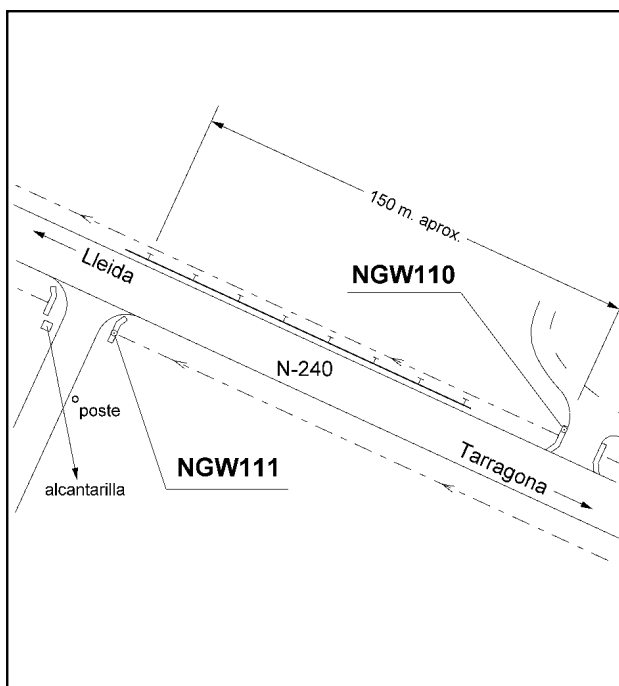 150 m. aprox.
Lleida
NGW110
N-240
poste
Tarragona
NGW111
alcantarilla